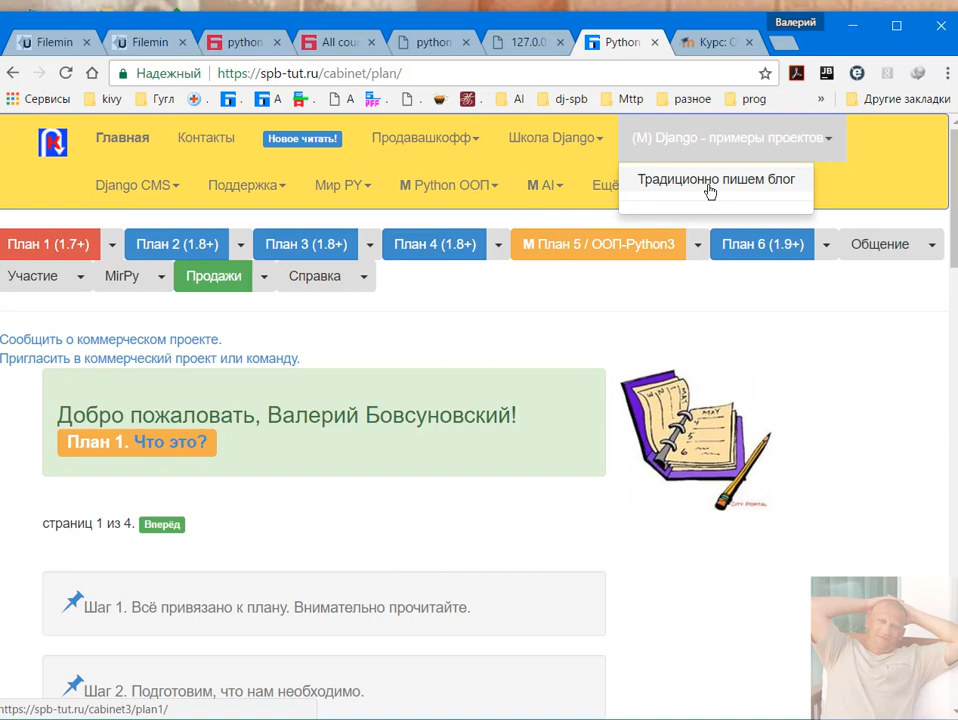 Валерий
Filemin
Filemin
python
All cou
python
127.0.0
Python
Курс: С
Надежный
https://spb-tut.ru/cabinet/plan/
Сервисы
kivy
Гугл
A
A
AI
dj-spb
Mttp
разное
prog
»
Другие закладки
Главная
Контакты
Новое читать!
Продавашкофф
Школа Django
(М) Django - примеры проектов
Django CMS
Поддержка
Мир PY
М Python ООП
М AI
Ещё
Традиционно пишем блог
План 1 (1.7+)
План 2 (1.8+)
План 3 (1.8+)
План 4 (1.8+)
М План 5 / ООП-Python3
План 6 (1.9+)
Общение
Участие
MirPy
Продажи
Справка
Сообщить о коммерческом проекте.
Пригласить в коммерческий проект или команду.
Добро пожаловать, Валерий Бовсуновский!
План 1. Что это?
MAY
MAY
CITY PORTAL
страниц 1 из 4. Вперёд
Шаг 1. Всё привязано к плану. Внимательно прочитайте.
Шаг 2. Подготовим, что нам необходимо.
https://spb-tut.ru/cabinet3/plan1/